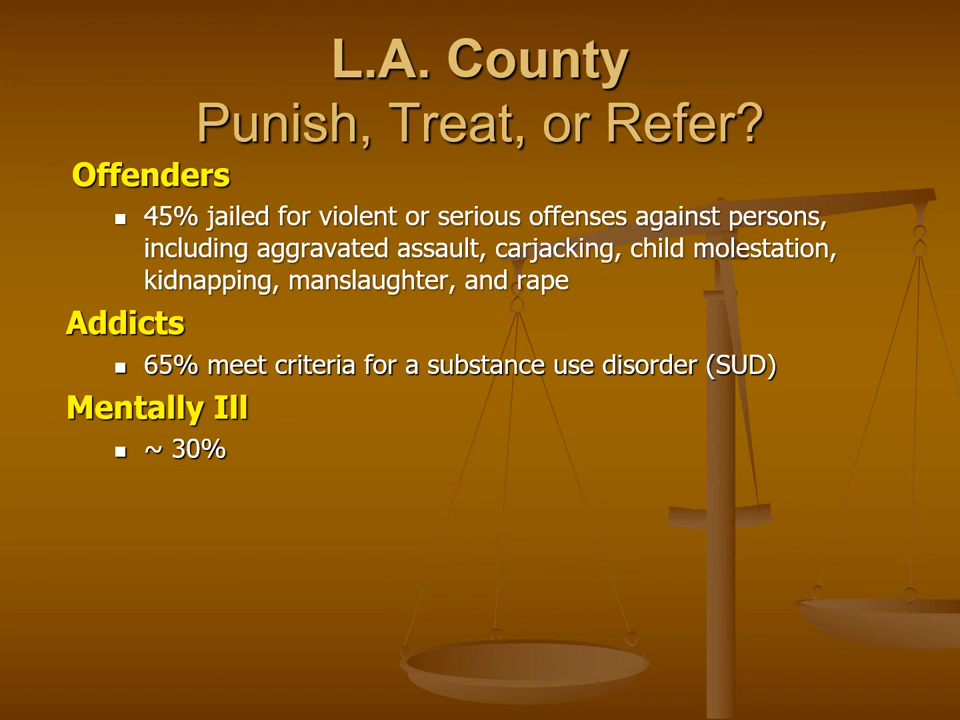 L.A. County
Punish, Treat, or Refer?
Offenders
■ 45% jailed for violent or serious offenses against persons,
including aggravated assault, carjacking, child molestation,
kidnapping, manslaughter, and rape
Addicts
■ 65% meet criteria for a substance use disorder (SUD)
Mentally Ill
■ ~ 30%